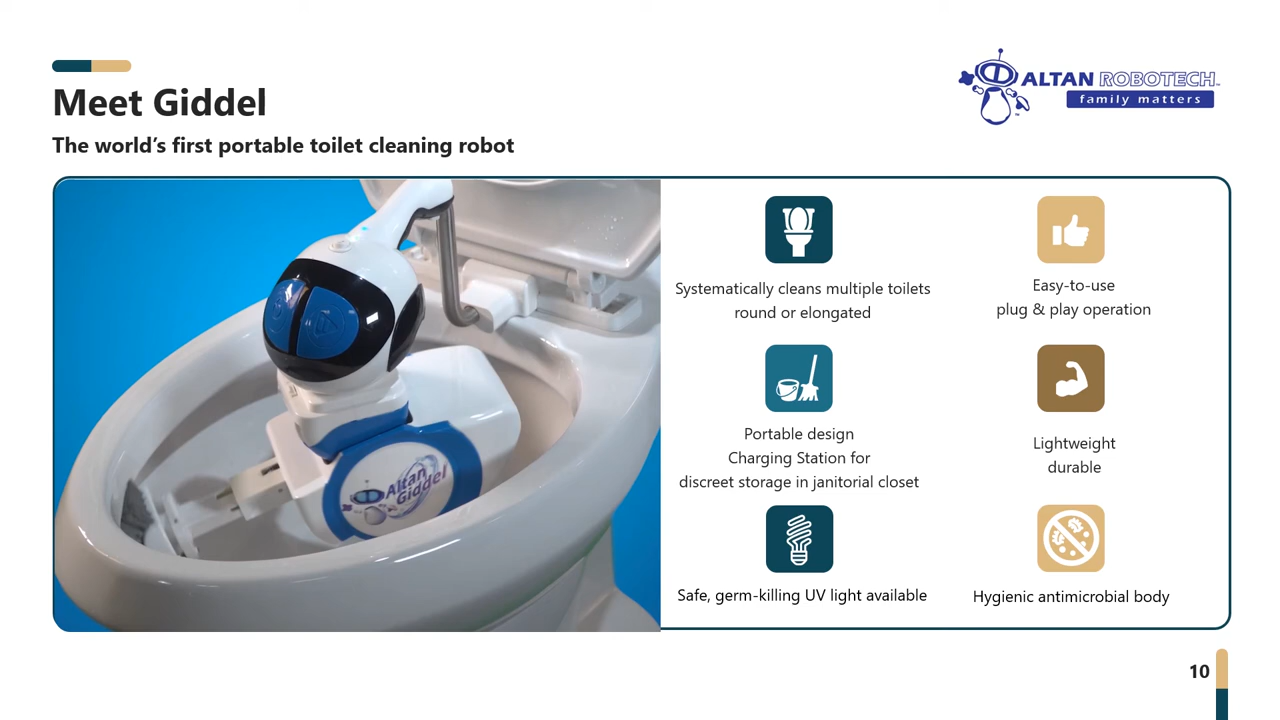 Meet Giddel
The world's first portable toilet cleaning robot
ALTAN ROBOTECH
family matters
Altan
Giddel
Systematically cleans multiple toilets
round or elongated
Easy-to-use
plug & play operation
Portable design
Charging Station for
discreet storage in janitorial closet
Lightweight
durable
Safe, germ-killing UV light available
Hygienic antimicrobial body
10